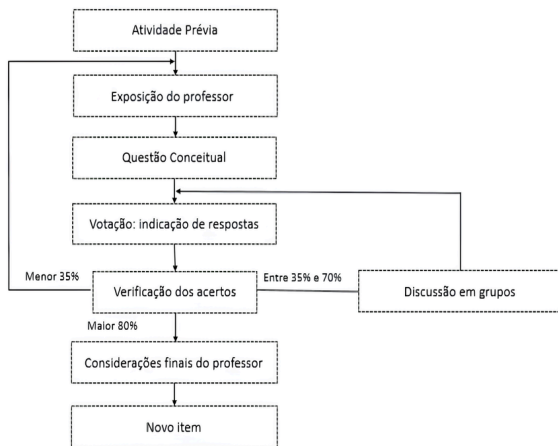 Atividade Prévia
Exposição do professor
Questão Conceitual
Votação: indicação de respostas
Menor 35%
Verificação dos acertos
Entre 35% e 70%
Discussão em grupos
Maior 80%
Considerações finais do professor
Novo item